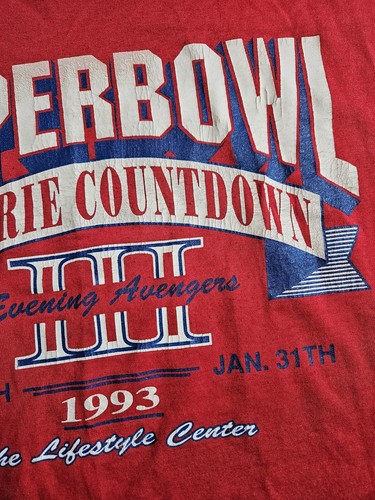 PERBOWL
RIE COUNTDOWN
III
Evening Avengers
H JAN. 31TH
1993
he Lifestyle Center